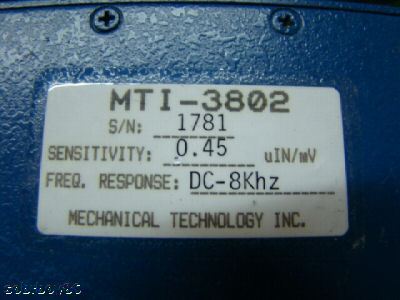 MTI-3802
S/N: 1781
SENSITIVITY: 0.45 uIN/mV
FREQ. RESPONSE: DC-8Khz
MECHANICAL TECHNOLOGY INC.